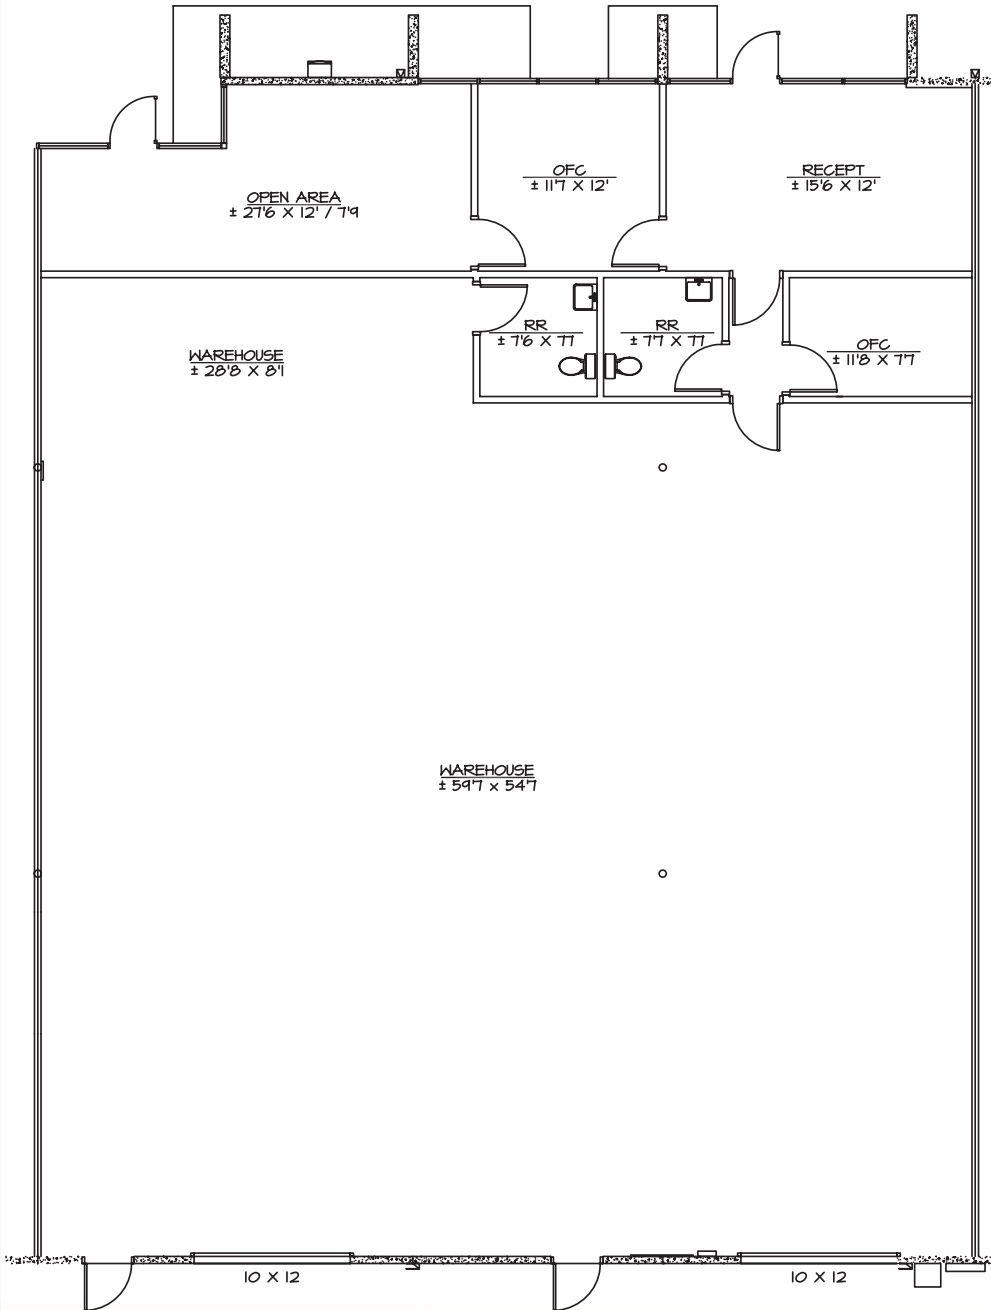 OFC
± 11'7 X 12'
RECEPT
± 15'6 X 12'
OPEN AREA
± 27'6 X 12' / 7'9
RR
± 7'6 X 7'7
RR
± 7'7 X 7'7
OFC
± 11'8 X 7'7
WAREHOUSE
± 28'8 X 8'1
WAREHOUSE
± 59'7 x 54'7
10 X 12
10 X 12